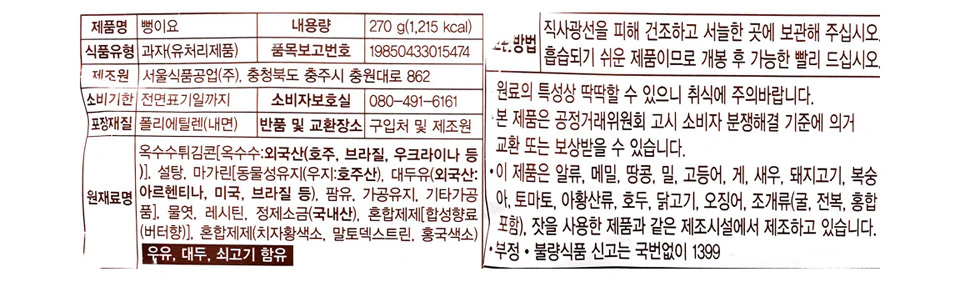 제품명 뻥이요 내용량 270 g(1,215 kcal)
식품유형 과자(유처리제품) 품목보고번호 19850433015474
제조원 서울식품공업(주), 충청북도 충주시 충원대로 862
소비기한 전면표기일까지 소비자보호실 080-491-6161
포장재질 폴리에틸렌(내면) 반품 및 교환장소 구입처 및 제조원
원재료명
옥수수튀김콘[옥수수:외국산(호주, 브라질, 우크라이나 등
)], 설탕, 마가린[동물성유지(우지:호주산), 대두유(외국산:
아르헨티나, 미국, 브라질 등), 팜유, 가공유지, 기타가공
품], 물엿, 레시틴, 정제소금(국내산), 혼합제제[합성향료
(버터향)], 혼합제제(치자황색소, 말토덱스트린, 홍국색소)
우유, 대두, 쇠고기 함유
방법
직사광선을 피해 건조하고 서늘한 곳에 보관해 주십시오.
흡습되기 쉬운 제품이므로 개봉 후 가능한 빨리 드십시오.
원료의 특성상 딱딱할 수 있으니 취식에 주의바랍니다.
•본 제품은 공정거래위원회 고시 소비자 분쟁해결 기준에 의거
교환 또는 보상받을 수 있습니다.
•이 제품은 알류, 메밀, 땅콩, 밀, 고등어, 게, 새우, 돼지고기, 복숭
아, 토마토, 아황산류, 호두, 닭고기, 오징어, 조개류(굴, 전복, 홍합
포함), 잣을 사용한 제품과 같은 제조시설에서 제조하고 있습니다.
•부정•불량식품 신고는 국번없이 1399